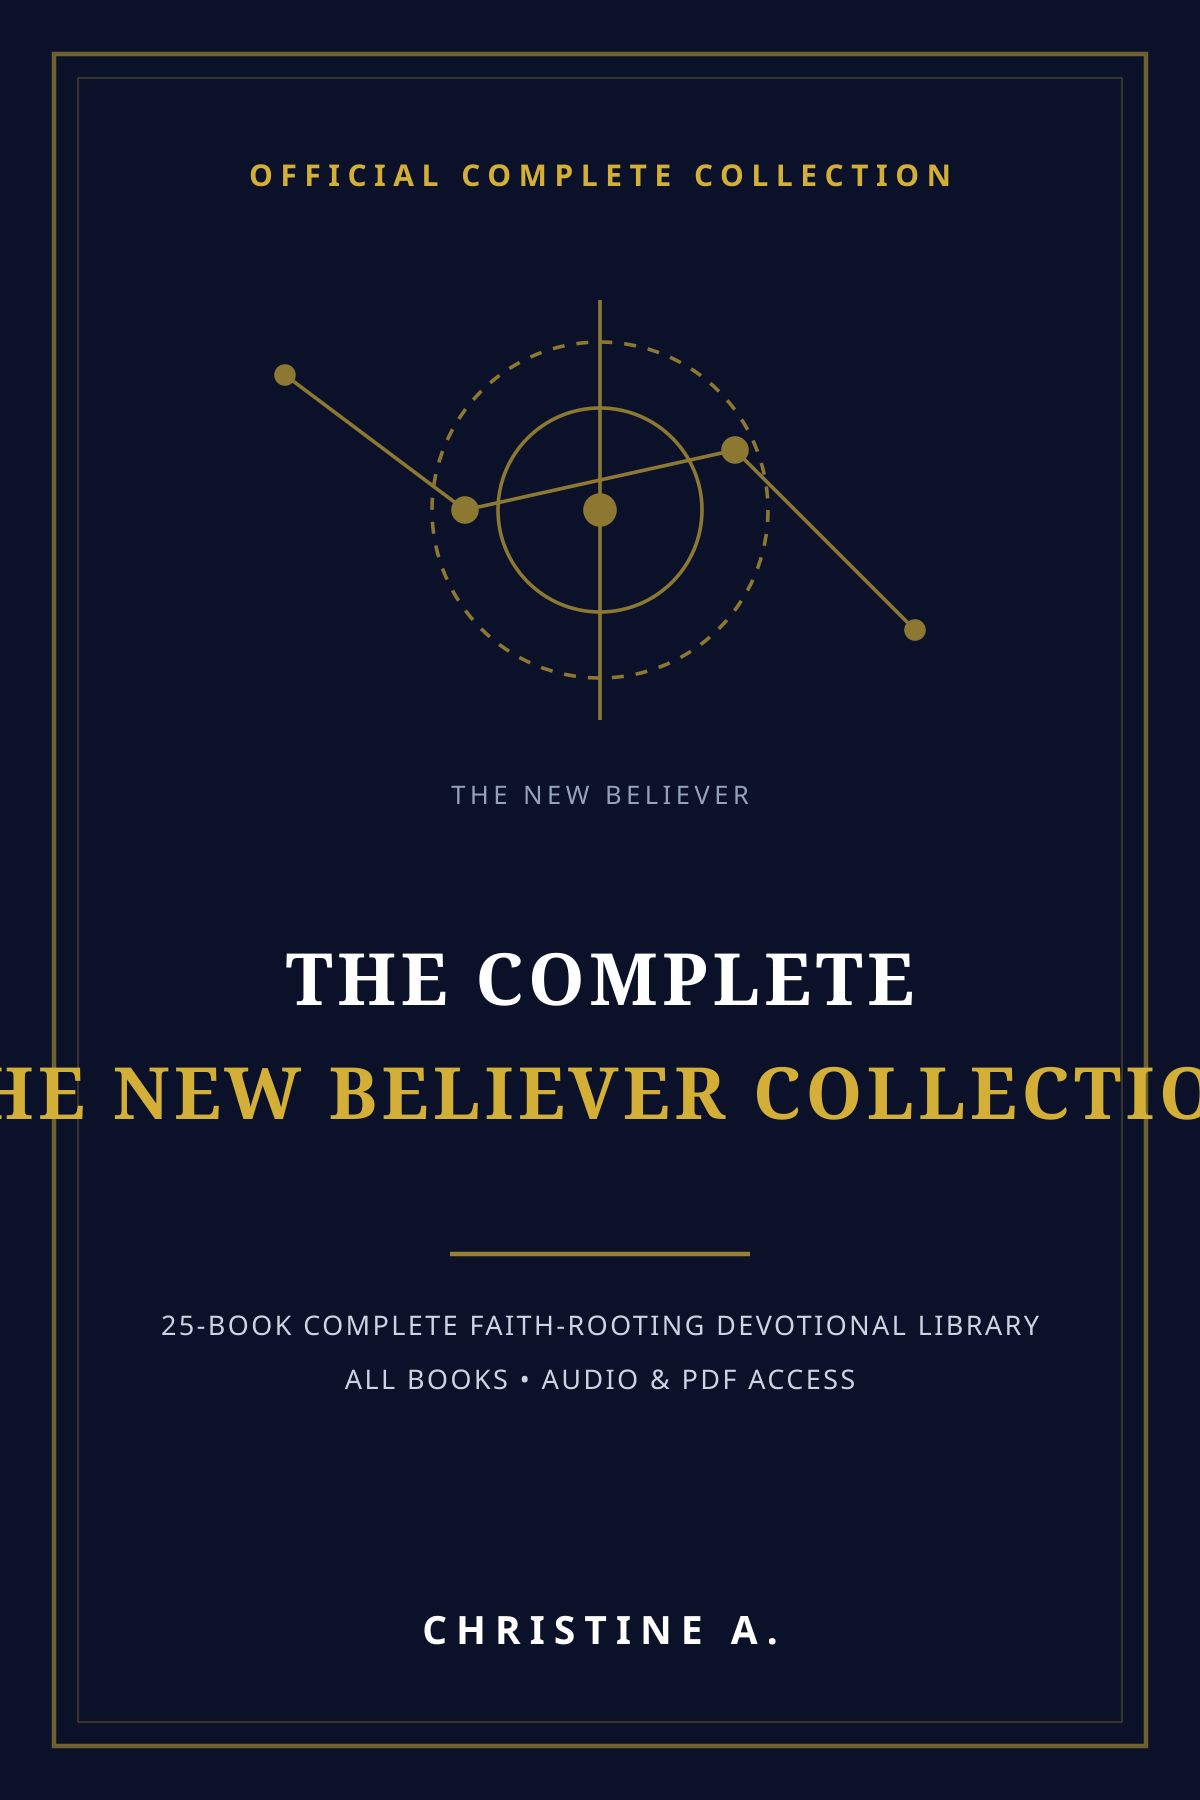 OFFICIAL COMPLETE COLLECTION
THE NEW BELIEVER
THE COMPLETE
HE NEW BELIEVER COLLECTIO
25-BOOK COMPLETE FAITH-ROOTING DEVOTIONAL LIBRARY
ALL BOOKS • AUDIO & PDF ACCESS
CHRISTINE A.